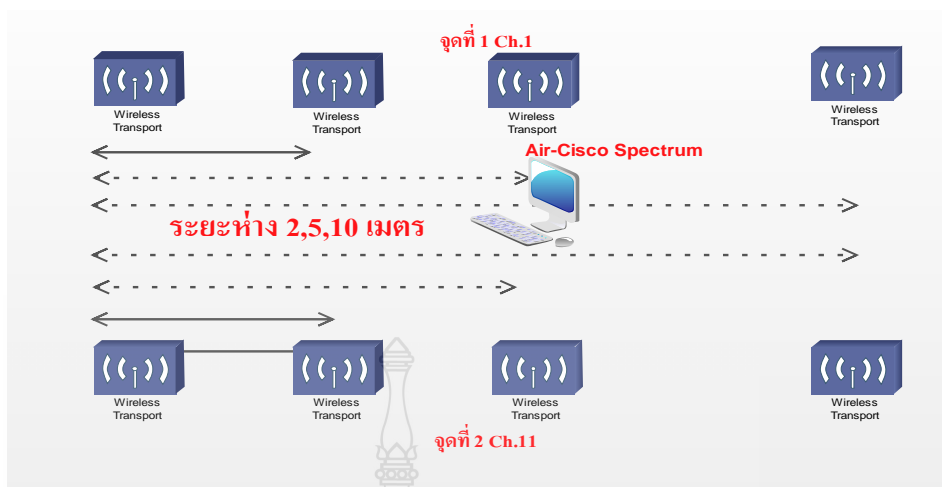 จุดที่ 1 Ch.1
Wireless
Transport
Wireless
Transport
Wireless
Transport
Wireless
Transport
Air-Cisco Spectrum
ระยะห่าง 2,5,10 เมตร
Wireless
Transport
Wireless
Transport
Wireless
Transport
Wireless
Transport
จุดที่ 2 Ch.11